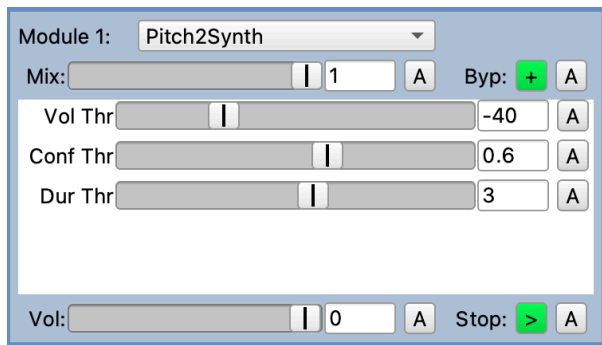 Module 1: Pitch2Synth
Mix: 1 A Byp: + A
Vol Thr -40 A
Conf Thr 0.6 A
Dur Thr 3 A
Vol: 0 A Stop: > A